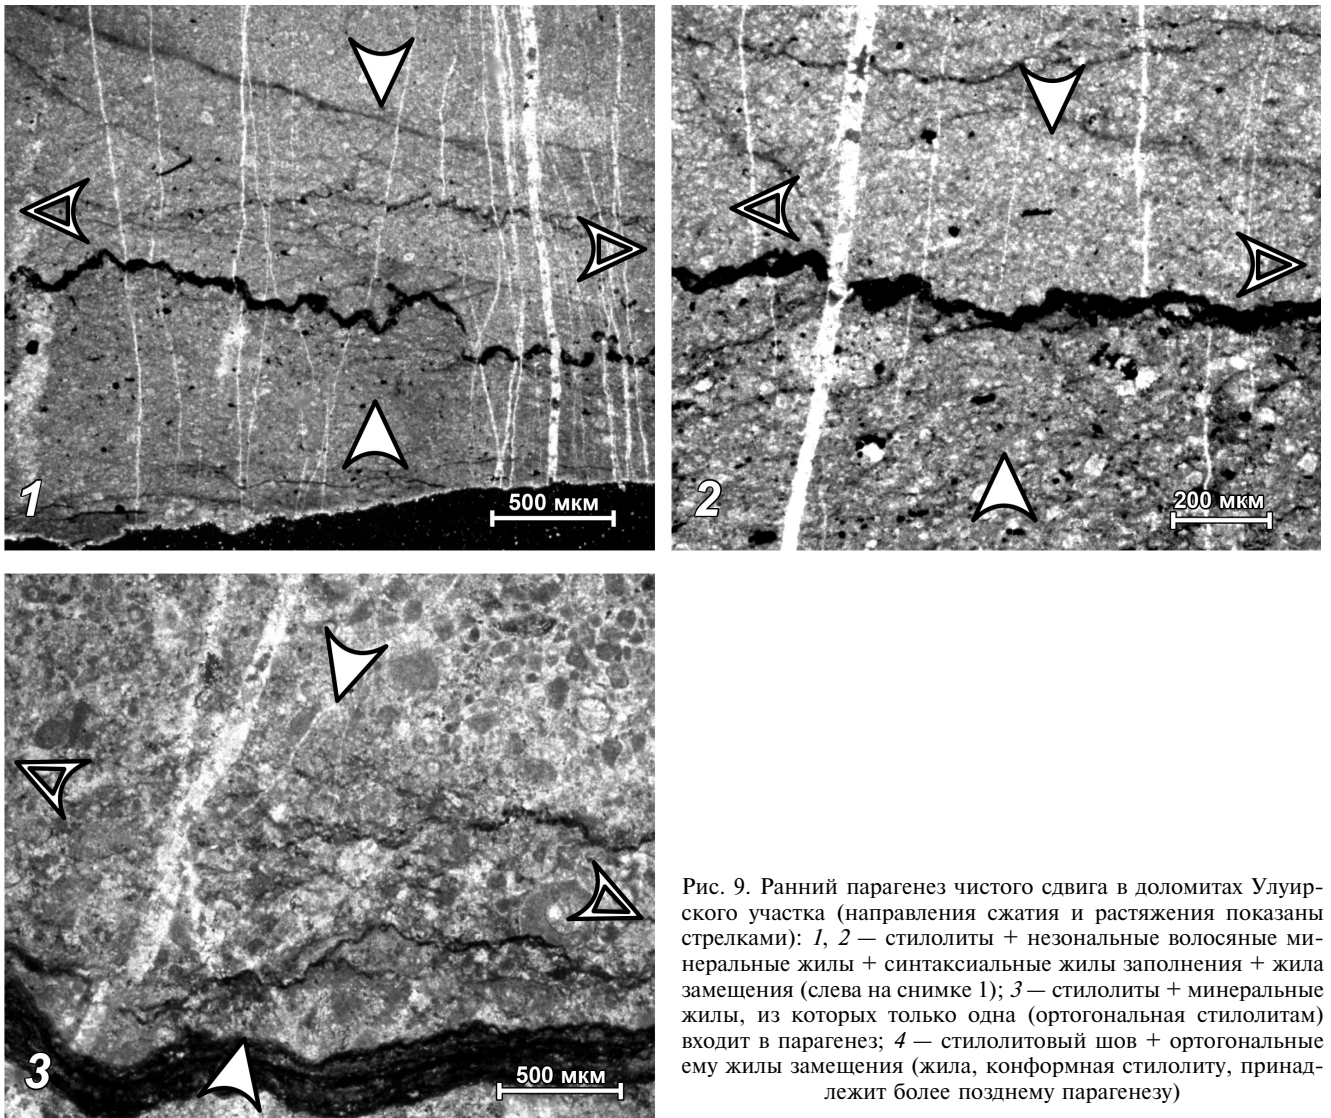 1
500 мкм
2
200 мкм
3
500 мкм
Рис. 9. Ранний парагенез чистого сдвига в доломитах Улуир-
ского участка (направления сжатия и растяжения показаны
стрелками): 1, 2 — стилолиты + незональные волосяные ми-
неральные жилы + синтаксиальные жилы заполнения + жила
замещения (слева на снимке 1); 3 — стилолиты + минеральные
жилы, из которых только одна (ортогональная стилолитам)
входит в парагенез; 4 — стилолитовый шов + ортогональные
ему жилы замещения (жила, конформная стилолиту, принад-
лежит более позднему парагенезу)